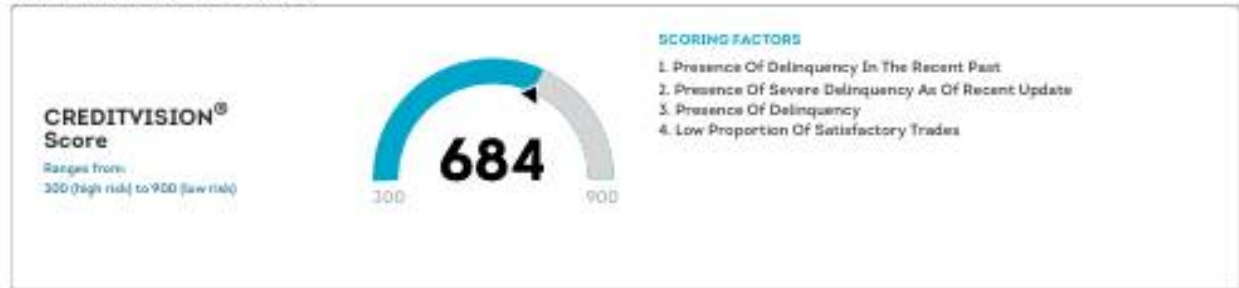 CREDITVISION®
Score
Ranges from:
300 (high risk) to 900 (low risk)
684
300
900
SCORING FACTORS
1. Presence Of Delinquency In The Recent Past
2. Presence Of Severe Delinquency As Of Recent Update
3. Presence Of Delinquency
4. Low Proportion Of Satisfactory Trades